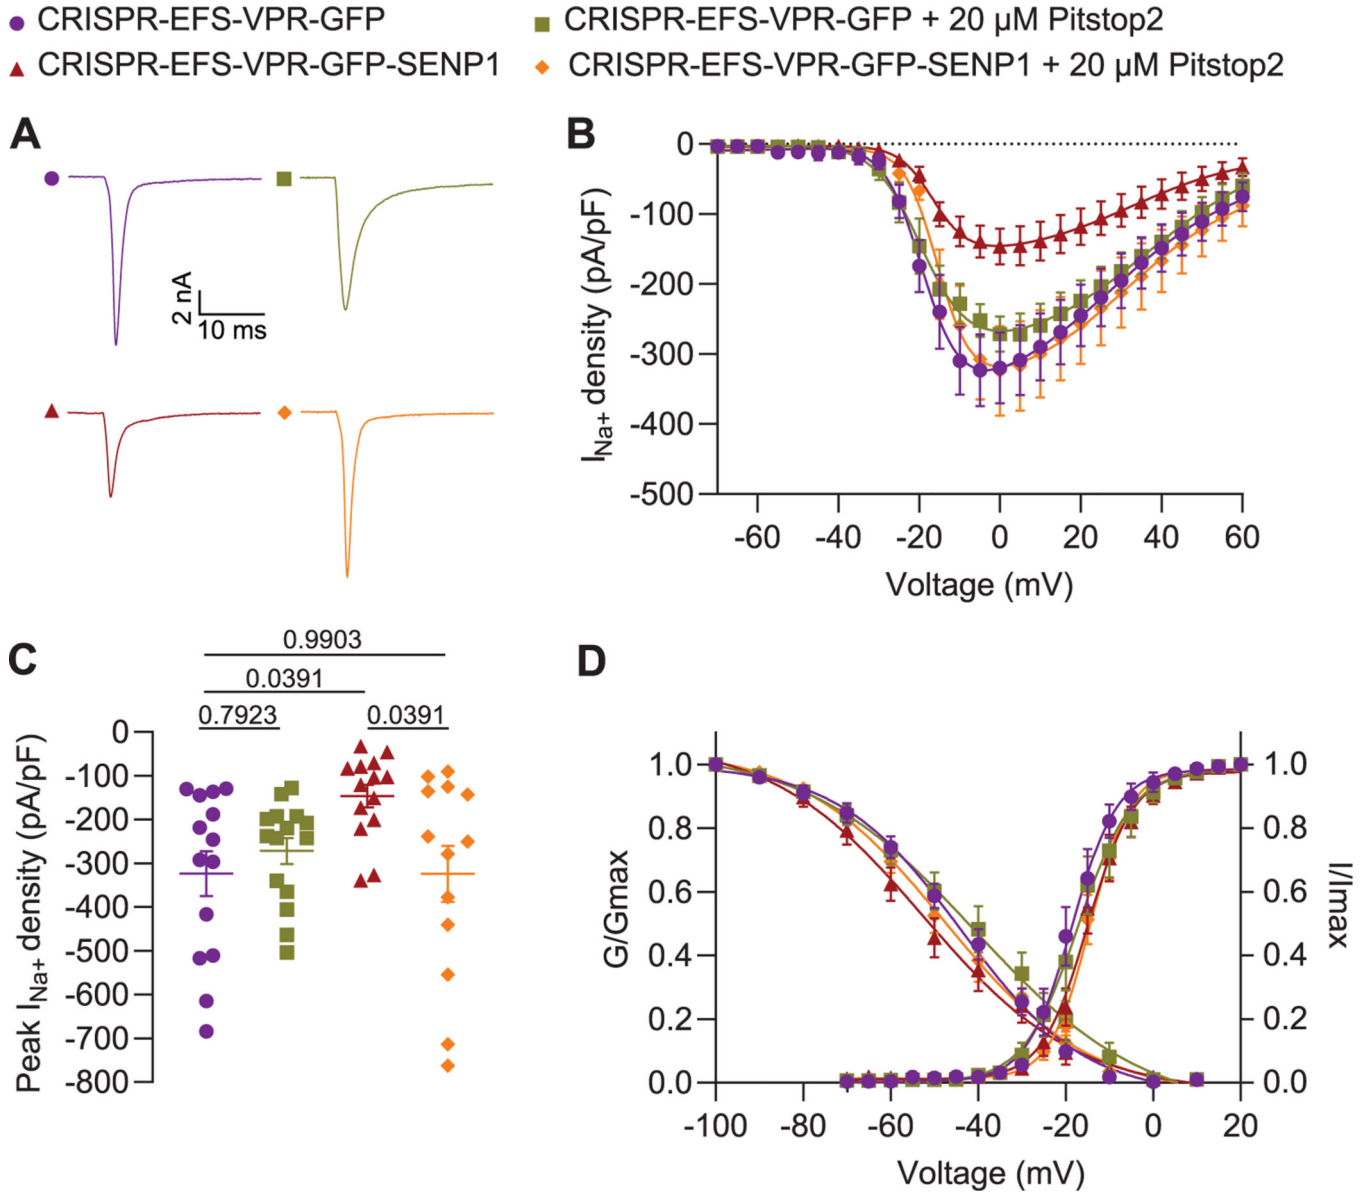 CRISPR-EFS-VPR-GFP
CRISPR-EFS-VPR-GFP + 20 µM Pitstop2
CRISPR-EFS-VPR-GFP-SENP1
CRISPR-EFS-VPR-GFP-SENP1 + 20 µM Pitstop2
A
2 nA
10 ms
B
0
-100
-200
-300
-400
-500
INa+ density (pA/pF)
-60 -40 -20 0 20 40 60
Voltage (mV)
C
0.9903
0.0391
0.7923 0.0391
0
-100
-200
-300
-400
-500
-600
-700
-800
Peak INa+ density (pA/pF)
D
1.0 1.0
0.8 0.8
0.6 0.6
0.4 0.4
0.2 0.2
0.0 0.0
G/Gmax
I/Imax
-100 -80 -60 -40 -20 0 20
Voltage (mV)